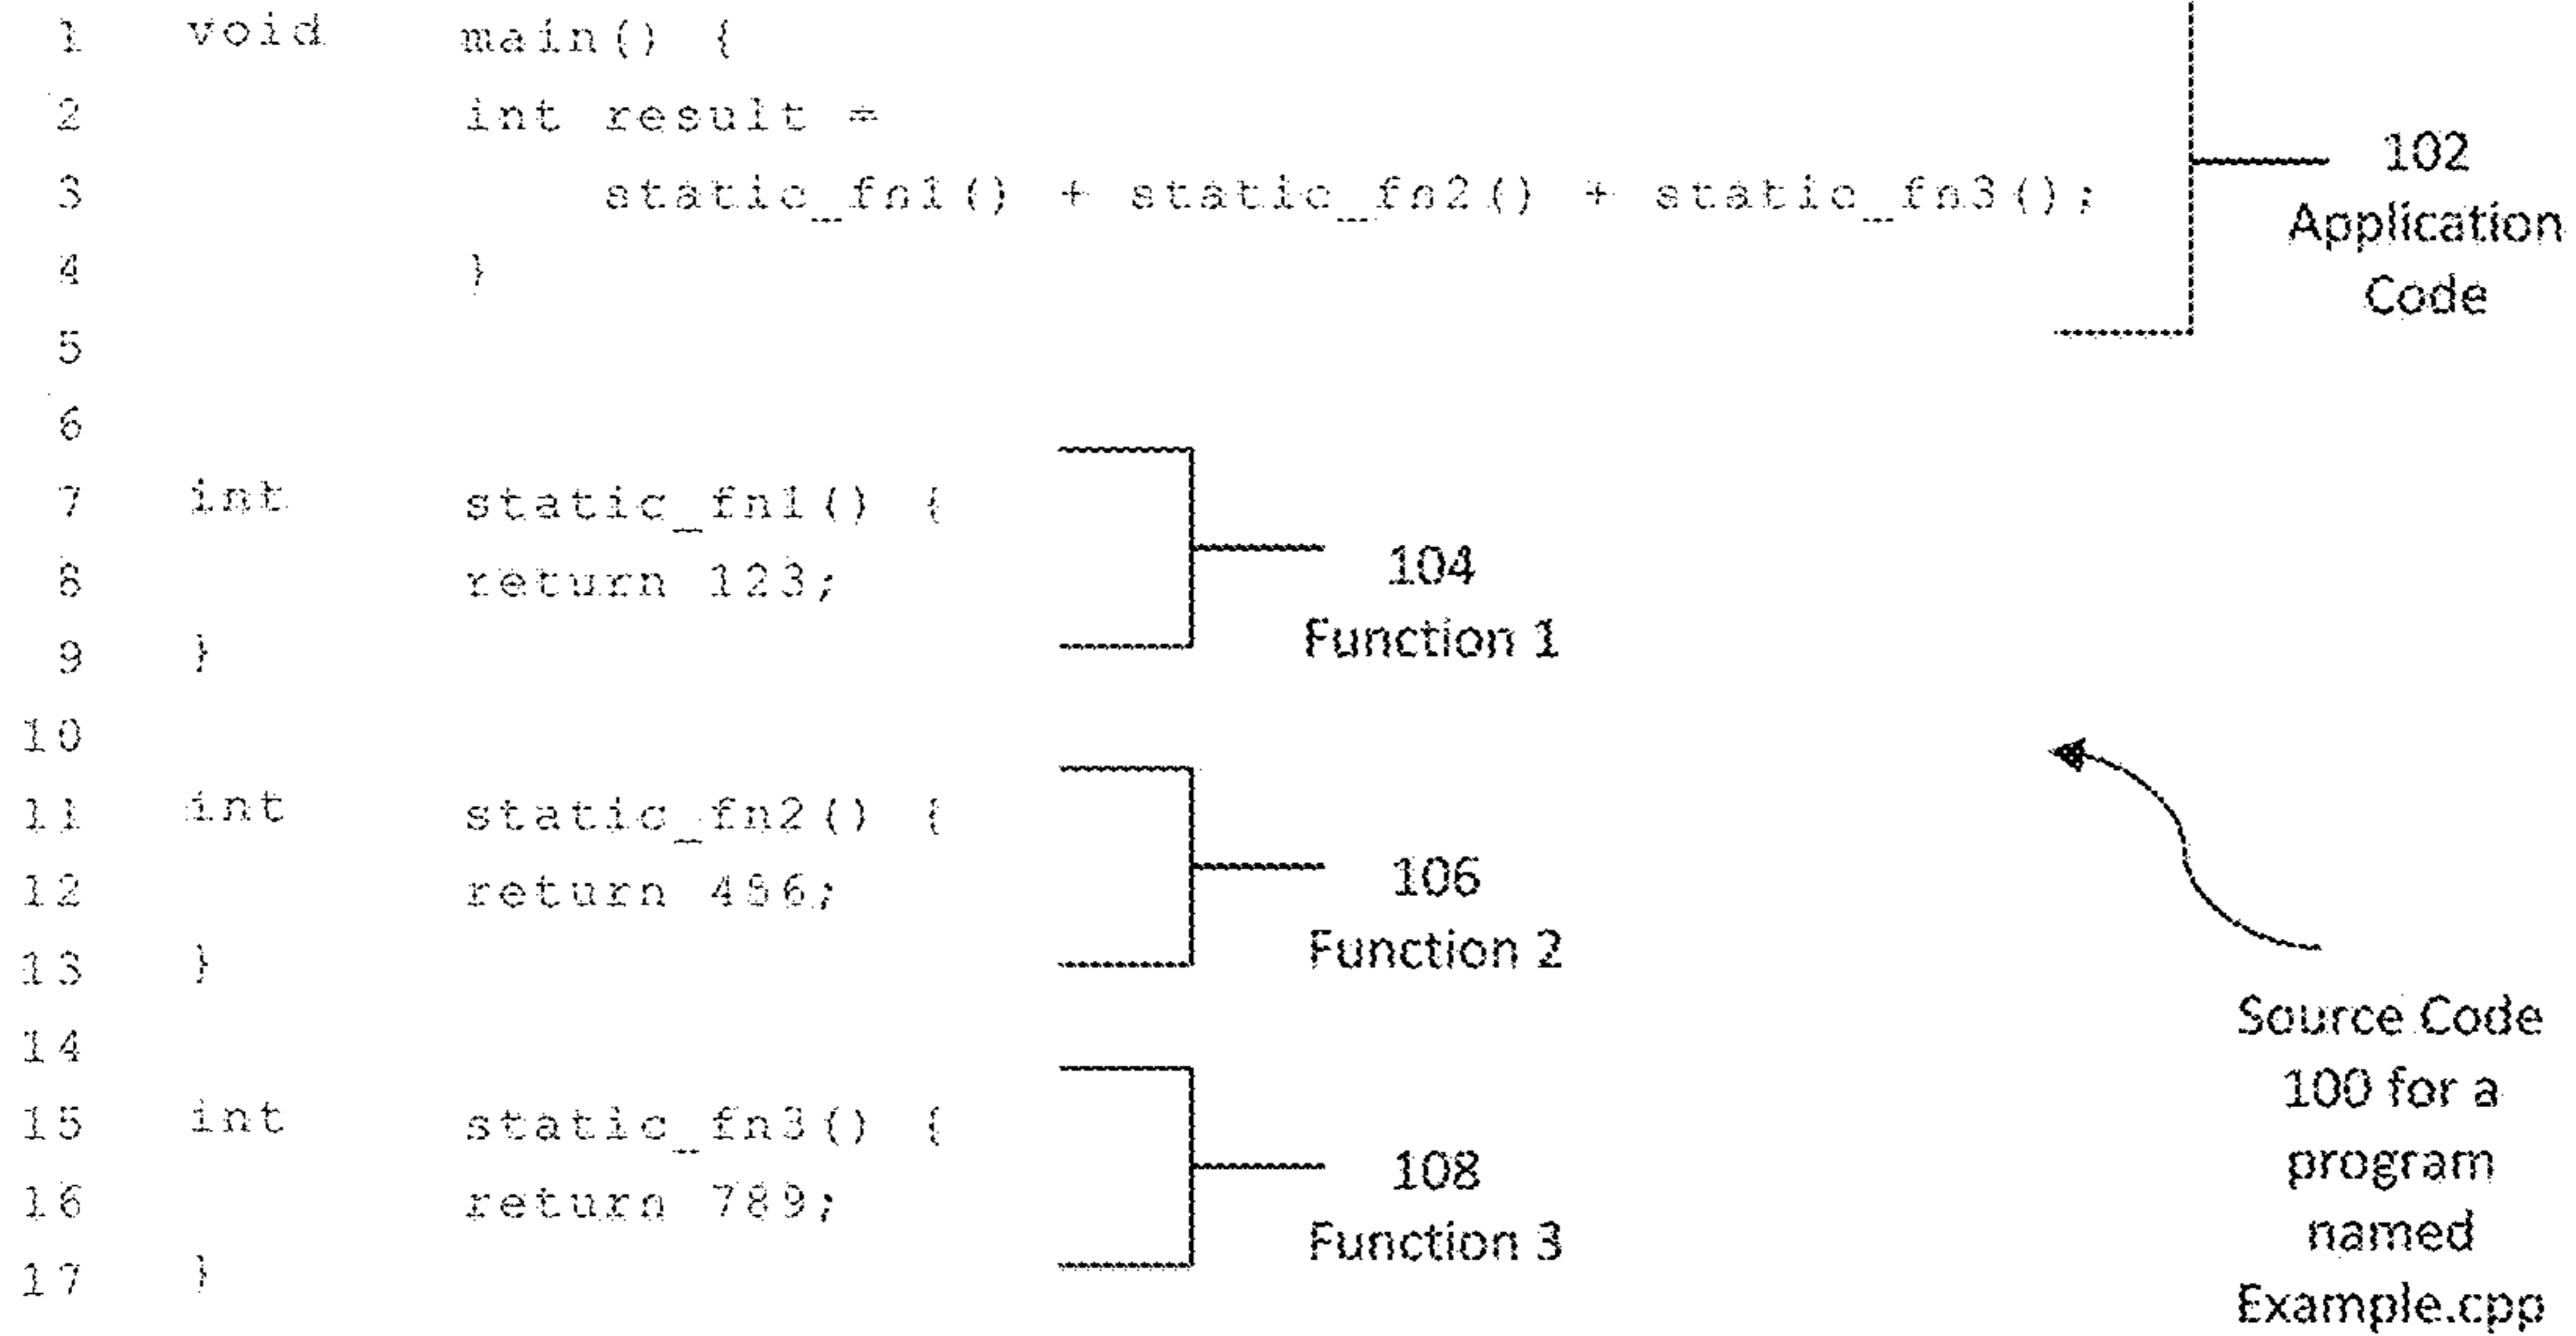 1 void main() {
2 int result =
3 static_fn1() + static_fn2() + static_fn3();
4 }
5
102
Application
Code
6
7 int static_fn1() {
8 return 123;
9 }
104
Function 1
10
11 int static_fn2() {
12 return 456;
13 }
106
Function 2
14
15 int static_fn3() {
16 return 789;
17 }
108
Function 3
Source Code
100 for a
program
named
Example.cpp